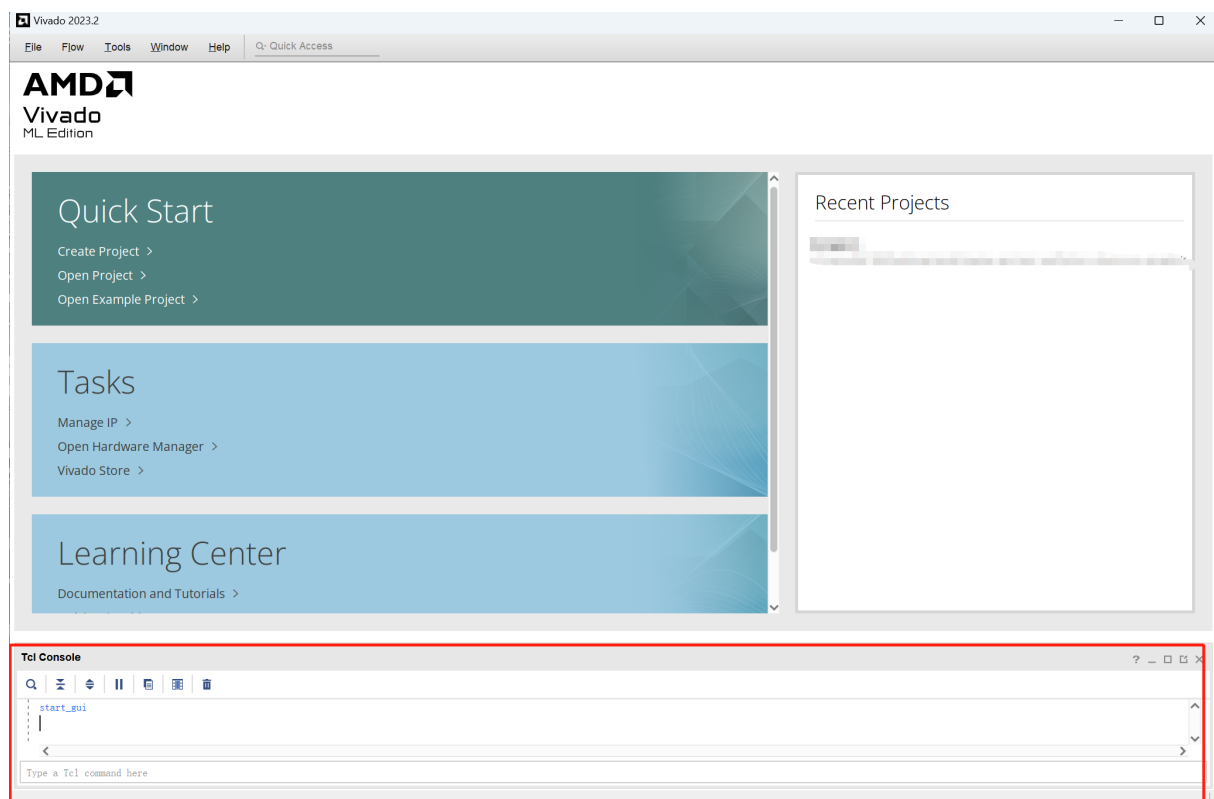 Vivado 2023.2
File Flow Tools Window Help Quick Access
AMD
Vivado
ML Edition
Quick Start
Create Project >
Open Project >
Open Example Project >
Tasks
Manage IP >
Open Hardware Manager >
Vivado Store >
Learning Center
Documentation and Tutorials >
Recent Projects
Tcl Console
start_gui
Type a Tcl command here